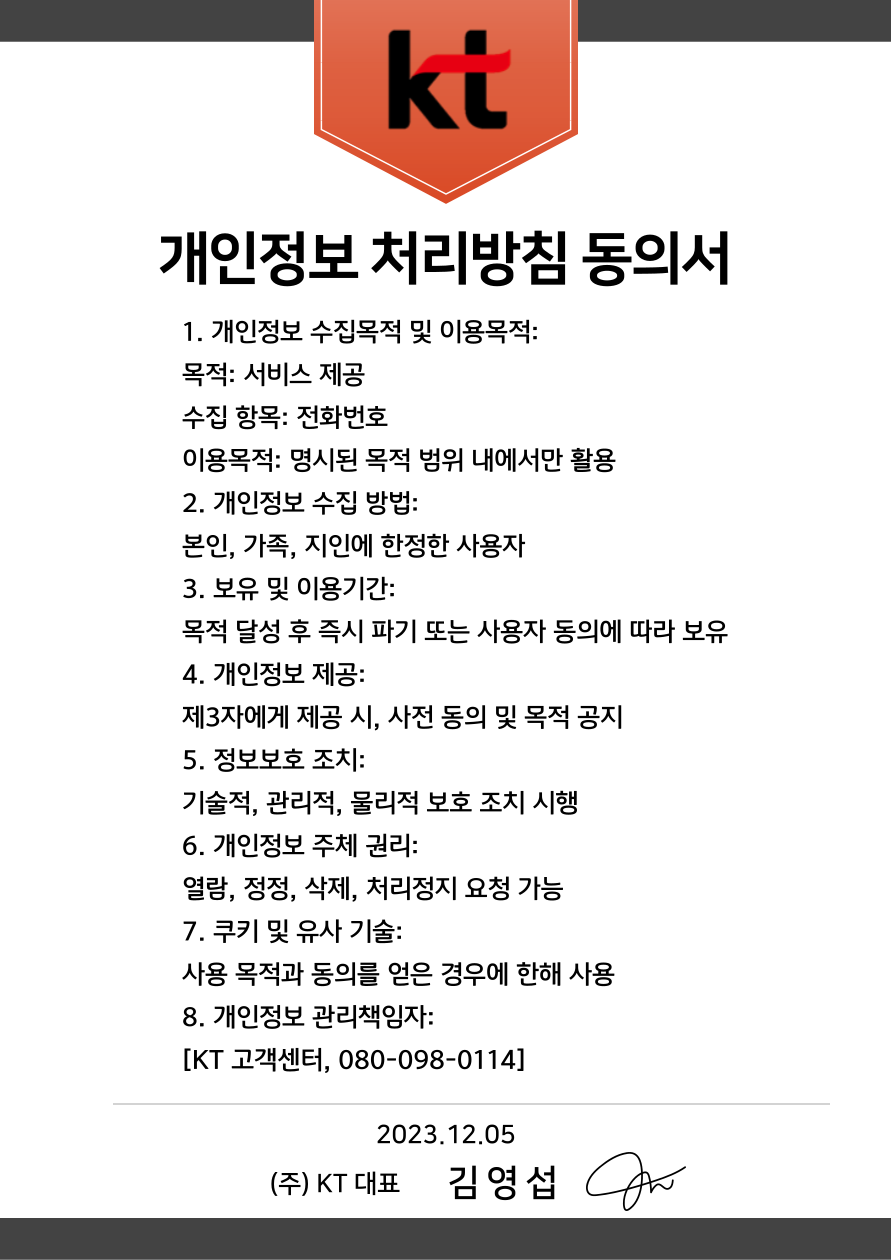 kt
개인정보 처리방침 동의서
1. 개인정보 수집목적 및 이용목적:
목적: 서비스 제공
수집 항목: 전화번호
이용목적: 명시된 목적 범위 내에서만 활용
2. 개인정보 수집 방법:
본인, 가족, 지인에 한정한 사용자
3. 보유 및 이용기간:
목적 달성 후 즉시 파기 또는 사용자 동의에 따라 보유
4. 개인정보 제공:
제3자에게 제공 시, 사전 동의 및 목적 공지
5. 정보보호 조치:
기술적, 관리적, 물리적 보호 조치 시행
6. 개인정보 주체 권리:
열람, 정정, 삭제, 처리정지 요청 가능
7. 쿠키 및 유사 기술:
사용 목적과 동의를 얻은 경우에 한해 사용
8. 개인정보 관리책임자:
[KT 고객센터, 080-098-0114]
2023.12.05
(주) KT 대표 김영섭